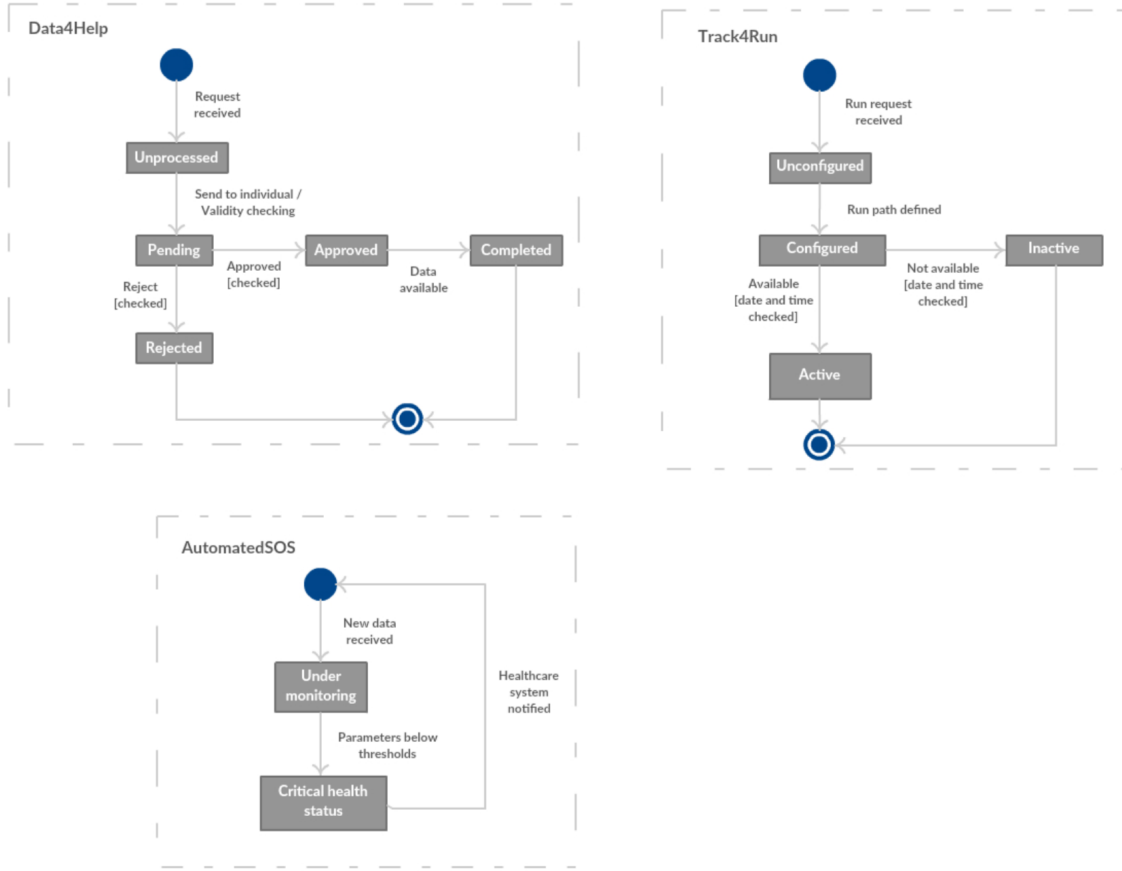 Data4Help
Request
received
Unprocessed
Send to individual /
Validity checking
Pending
Approved
Completed
Approved
[checked]
Data
available
Reject
[checked]
Rejected
Track4Run
Run request
received
Unconfigured
Run path defined
Configured
Inactive
Not available
[date and time
checked]
Available
[date and time
checked]
Active
AutomatedSOS
New data
received
Under
monitoring
Healthcare
system
notified
Parameters below
thresholds
Critical health
status